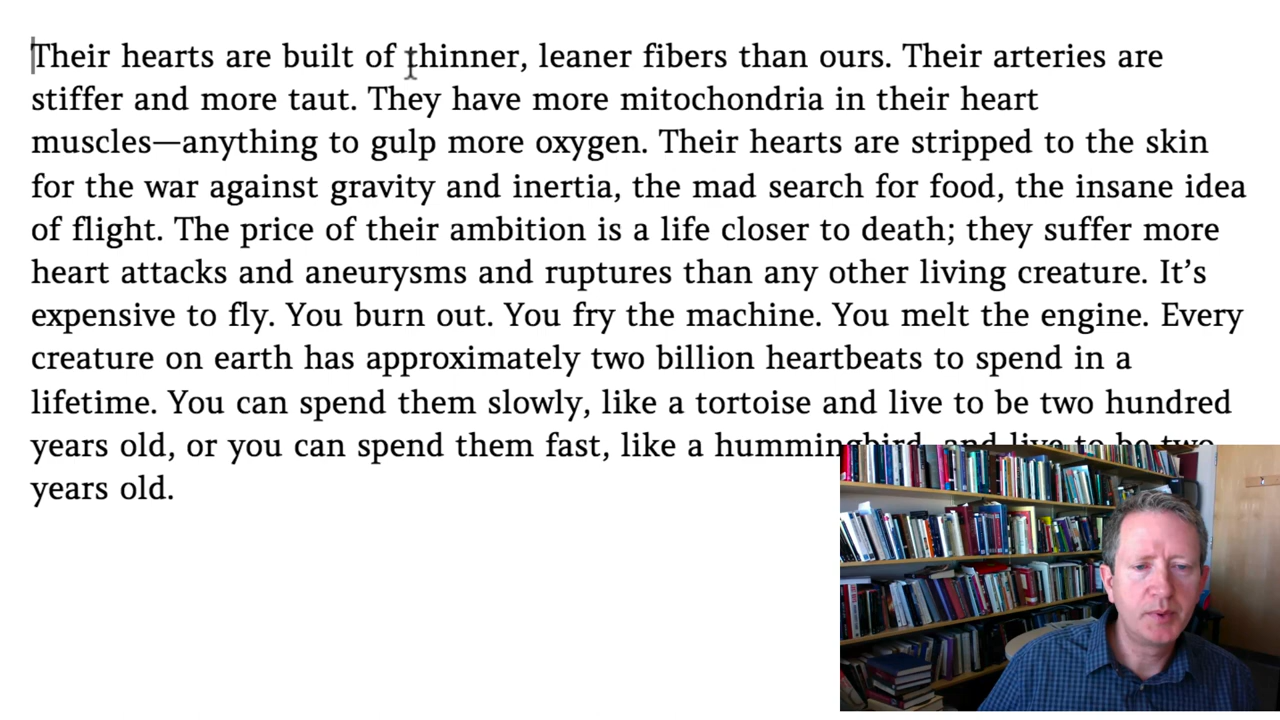 Their hearts are built of thinner, leaner fibers than ours. Their arteries are
stiffer and more taut. They have more mitochondria in their heart
muscles—anything to gulp more oxygen. Their hearts are stripped to the skin
for the war against gravity and inertia, the mad search for food, the insane idea
of flight. The price of their ambition is a life closer to death; they suffer more
heart attacks and aneurysms and ruptures than any other living creature. It’s
expensive to fly. You burn out. You fry the machine. You melt the engine. Every
creature on earth has approximately two billion heartbeats to spend in a
lifetime. You can spend them slowly, like a tortoise and live to be two hundred
years old, or you can spend them fast, like a hummingbird, and live to be two
years old.